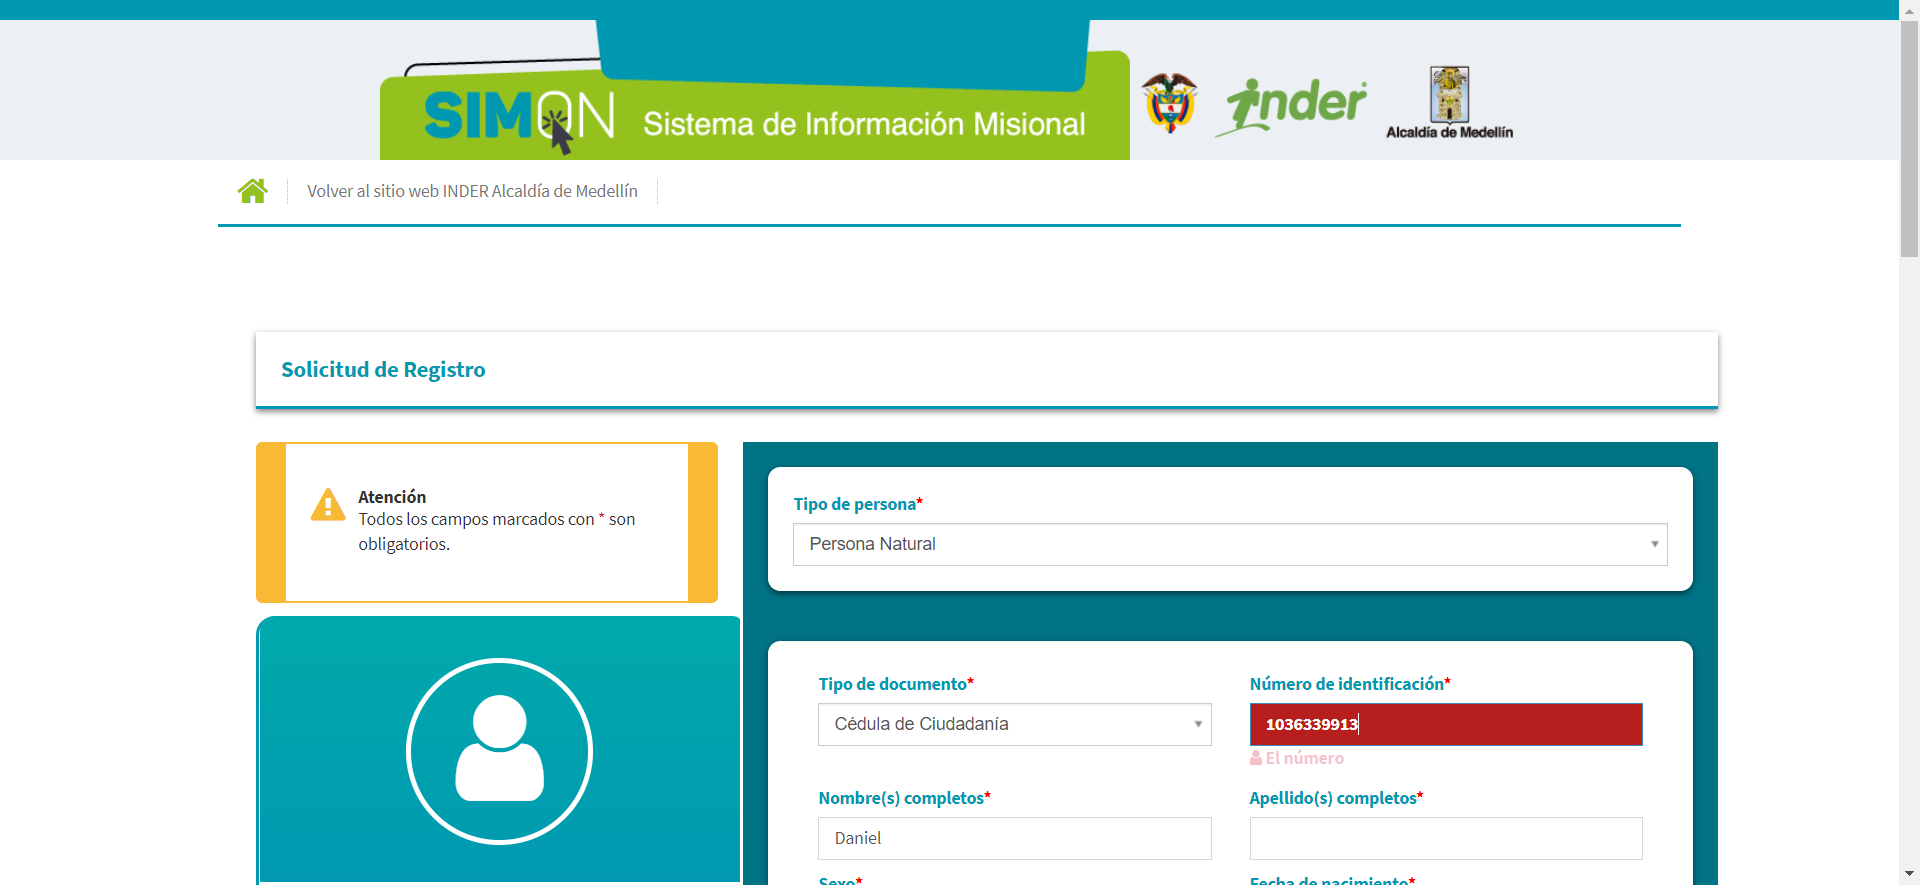 SIMON Sistema de Información Misional
inder
Alcaldía de Medellín
Volver al sitio web INDER Alcaldía de Medellín
Solicitud de Registro
Atención
Todos los campos marcados con * son
obligatorios.
Tipo de persona*
Persona Natural
Tipo de documento*
Número de identificación*
Cédula de Ciudadanía
1036339913
El número
Nombre(s) completos*
Apellido(s) completos*
Daniel
Sexo*
Fecha de nacimiento*